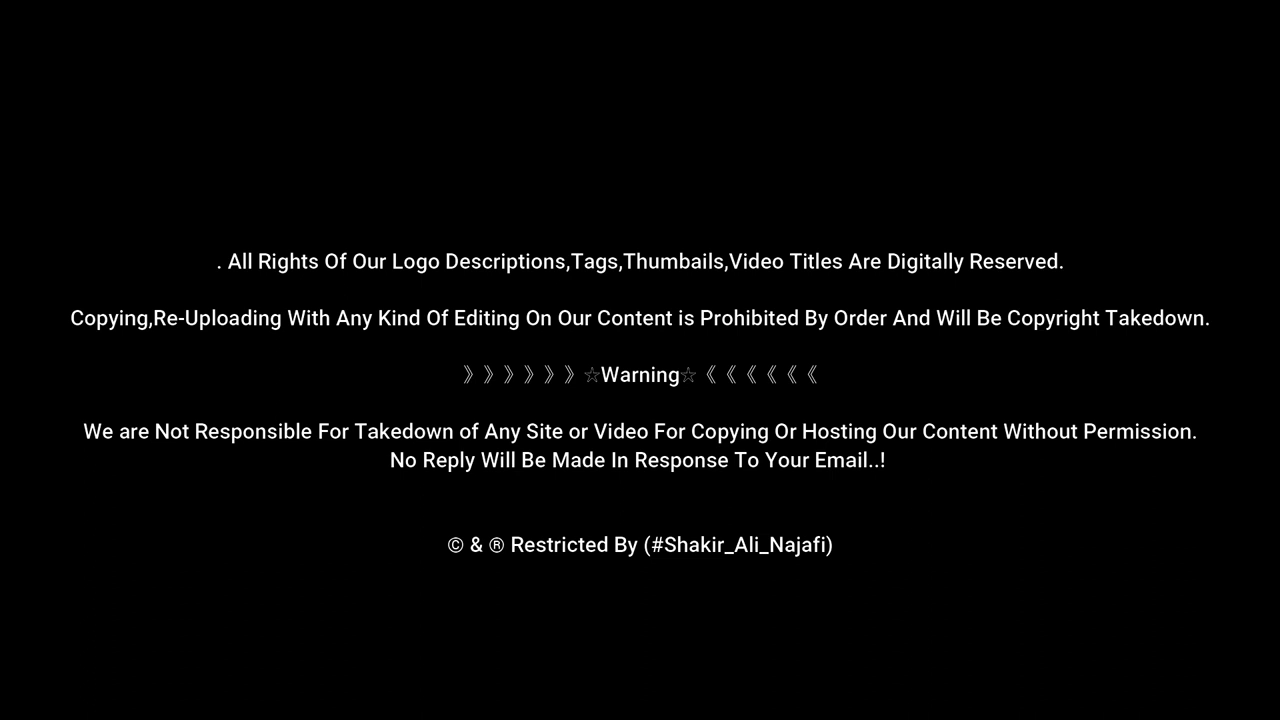 . All Rights Of Our Logo Descriptions,Tags,Thumbails,Video Titles Are Digitally Reserved.
Copying,Re-Uploading With Any Kind Of Editing On Our Content is Prohibited By Order And Will Be Copyright Takedown.
》》》》》》☆Warning☆《《《《《《
We are Not Responsible For Takedown of Any Site or Video For Copying Or Hosting Our Content Without Permission.
No Reply Will Be Made In Response To Your Email..!
© & ® Restricted By (#Shakir_Ali_Najafi)